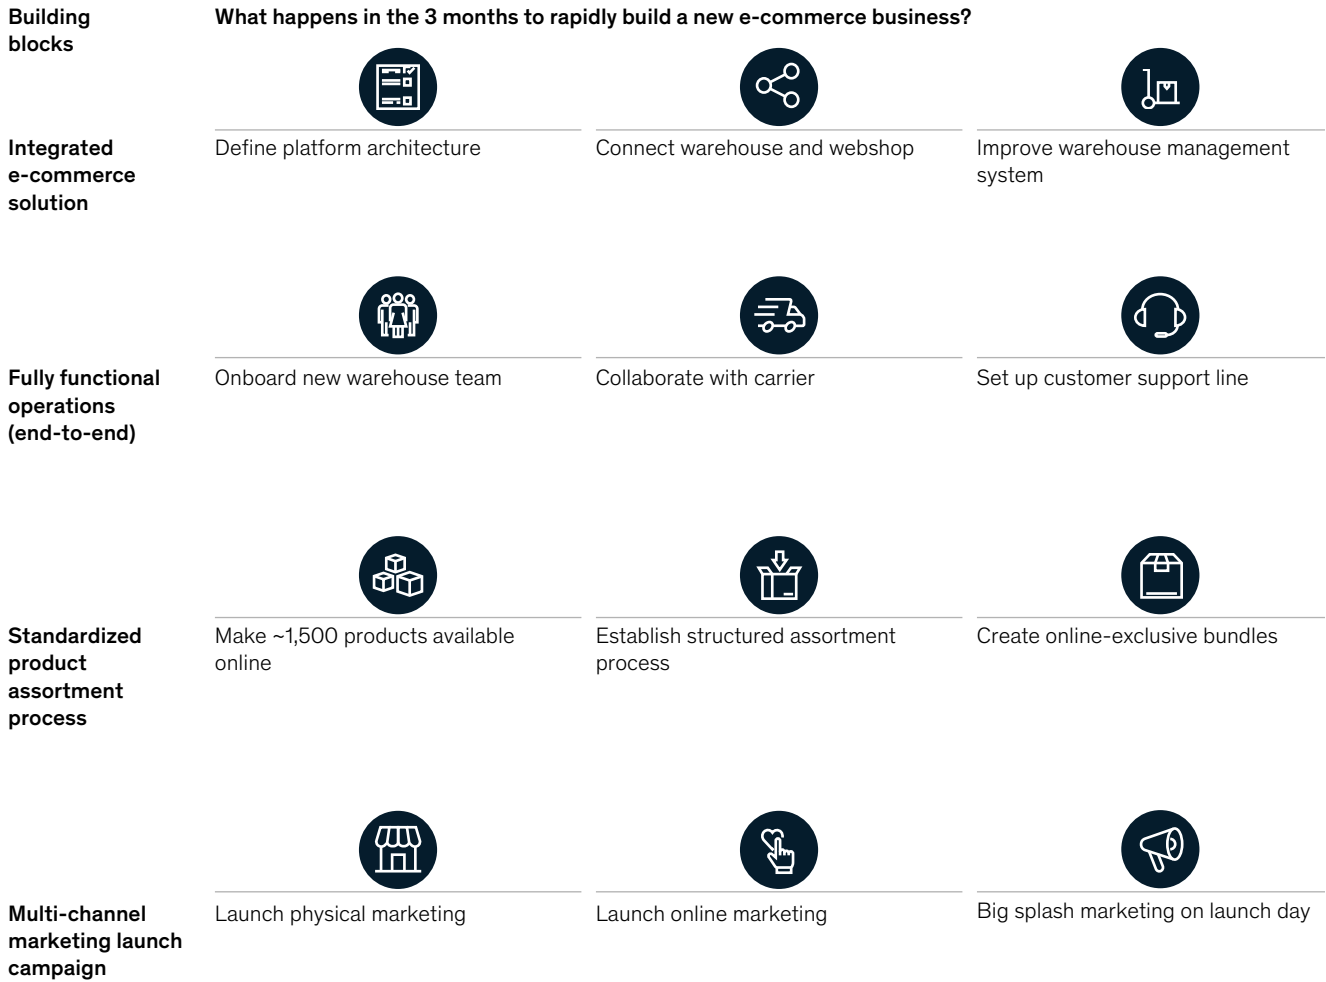 Building
blocks
What happens in the 3 months to rapidly build a new e-commerce business?
Integrated
e-commerce
solution
Define platform architecture
Connect warehouse and webshop
Improve warehouse management
system
Fully functional
operations
(end-to-end)
Onboard new warehouse team
Collaborate with carrier
Set up customer support line
Standardized
product
assortment
process
Make ~1,500 products available
online
Establish structured assortment
process
Create online-exclusive bundles
Multi-channel
marketing launch
campaign
Launch physical marketing
Launch online marketing
Big splash marketing on launch day